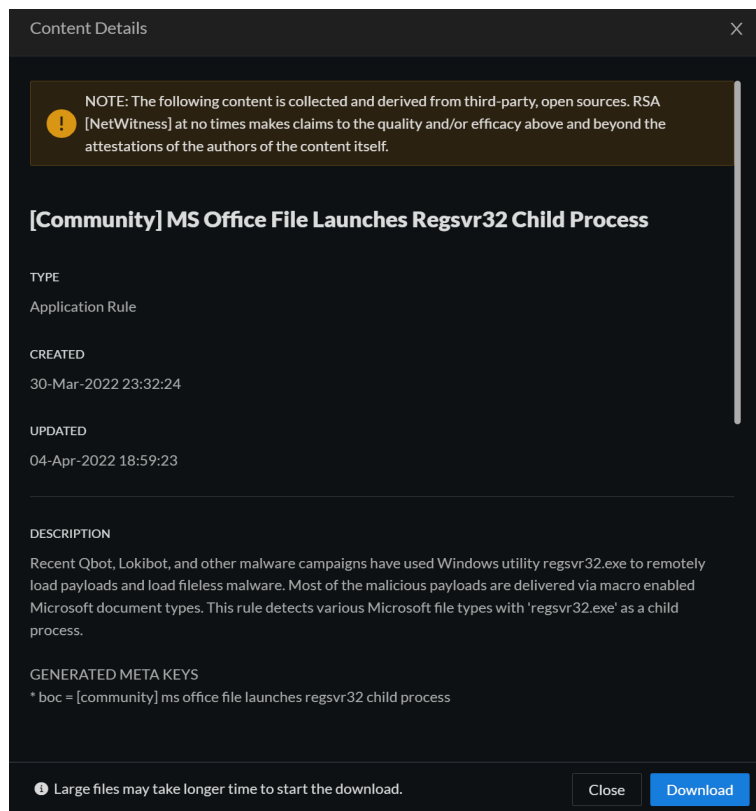 Content Details
NOTE: The following content is collected and derived from third-party, open sources. RSA
[NetWitness] at no times makes claims to the quality and/or efficacy above and beyond the
attestations of the authors of the content itself.
[Community] MS Office File Launches Regsvr32 Child Process
TYPE
Application Rule
CREATED
30-Mar-2022 23:32:24
UPDATED
04-Apr-2022 18:59:23
DESCRIPTION
Recent Qbot, Lokibot, and other malware campaigns have used Windows utility regsvr32.exe to remotely
load payloads and load fileless malware. Most of the malicious payloads are delivered via macro enabled
Microsoft document types. This rule detects various Microsoft file types with 'regsvr32.exe' as a child
process.
GENERATED META KEYS
* boc = [community] ms office file launches regsvr32 child process
Large files may take longer time to start the download.
Close
Download